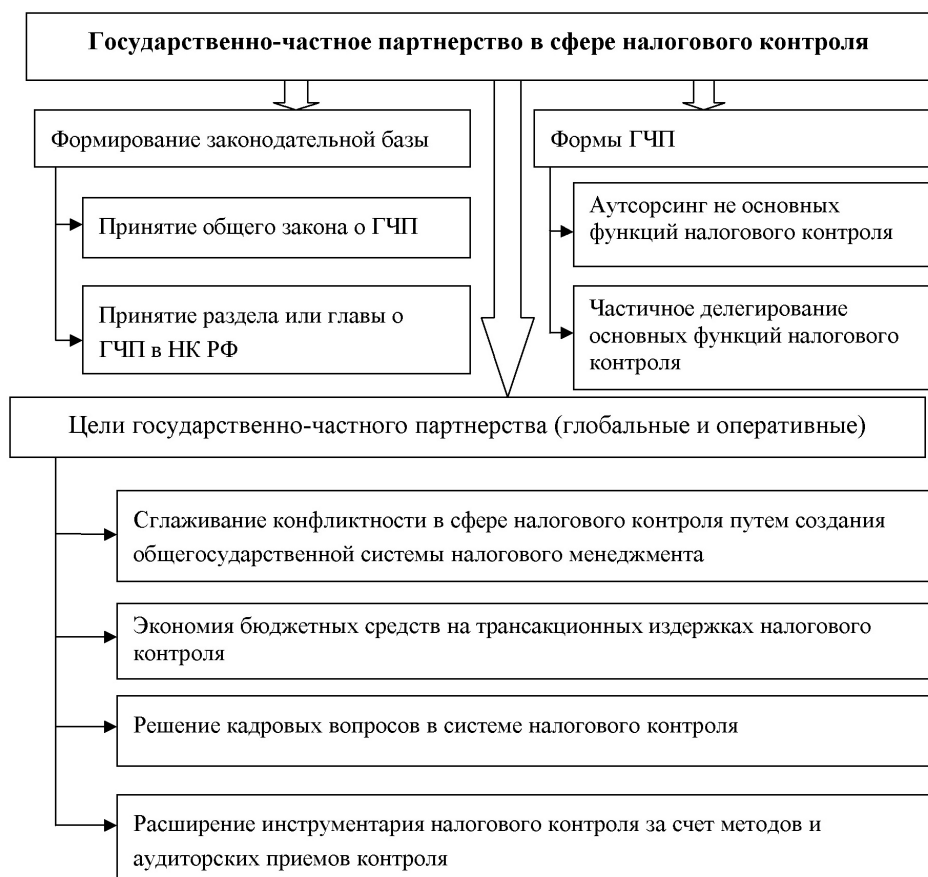 Государственно-частное партнерство в сфере налогового контроля
Формирование законодательной базы
Принятие общего закона о ГЧП
Принятие раздела или главы о
ГЧП в НК РФ
Формы ГЧП
Аутсорсинг не основных
функций налогового контроля
Частичное делегирование
основных функций налогового
контроля
Цели государственно-частного партнерства (глобальные и оперативные)
Сглаживание конфликтности в сфере налогового контроля путем создания
общегосударственной системы налогового менеджмента
Экономия бюджетных средств на трансакционных издержках налогового
контроля
Решение кадровых вопросов в системе налогового контроля
Расширение инструментария налогового контроля за счет методов и
аудиторских приемов контроля